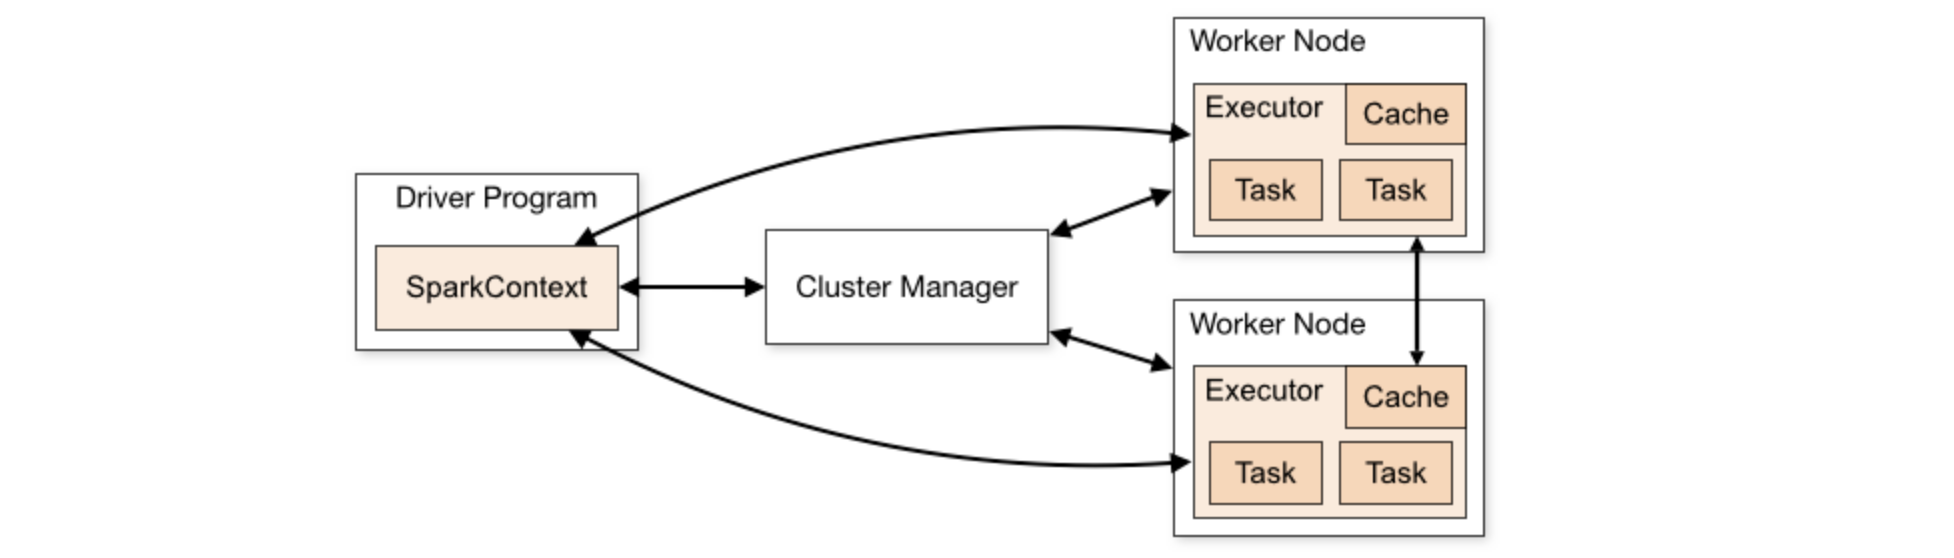 Driver Program
SparkContext
Cluster Manager
Worker Node
Executor
Cache
Task
Task
Worker Node
Executor
Cache
Task
Task